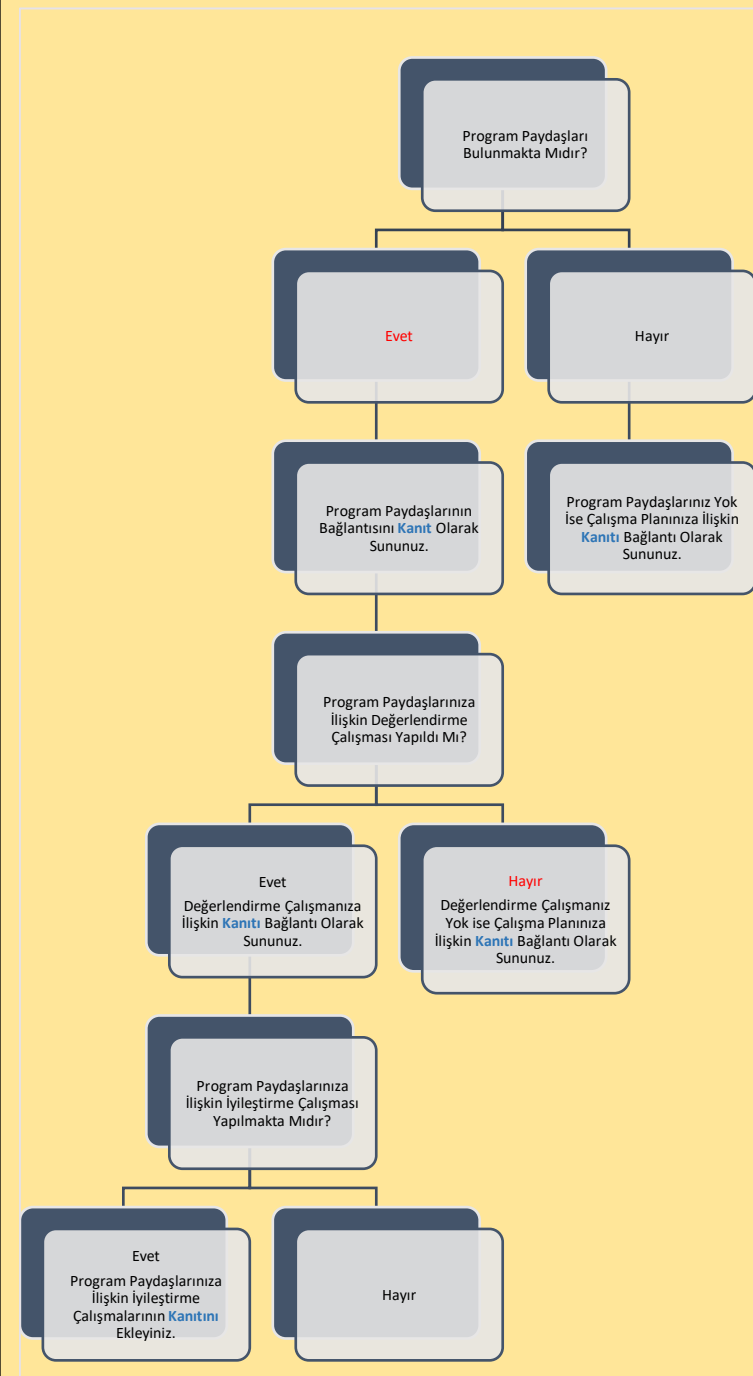 Program Paydaşları
Bulunmakta Mıdır?
Evet
Hayır
Program Paydaşlarının
Bağlantısını Kanıt Olarak
Sununuz.
Program Paydaşlarınız Yok
İse Çalışma Planınıza İlişkin
Kanıtı Bağlantı Olarak
Sununuz.
Program Paydaşlarınıza
İlişkin Değerlendirme
Çalışması Yapıldı Mı?
Evet
Değerlendirme Çalışmanıza
İlişkin Kanıtı Bağlantı Olarak
Sununuz.
Hayır
Değerlendirme Çalışmanız
Yok ise Çalışma Planınıza
İlişkin Kanıtı Bağlantı Olarak
Sununuz.
Program Paydaşlarınıza
İlişkin İyileştirme Çalışması
Yapılmakta Mıdır?
Evet
Program Paydaşlarınıza
İlişkin İyileştirme
Çalışmalarının Kanıtını
Ekleyiniz.
Hayır